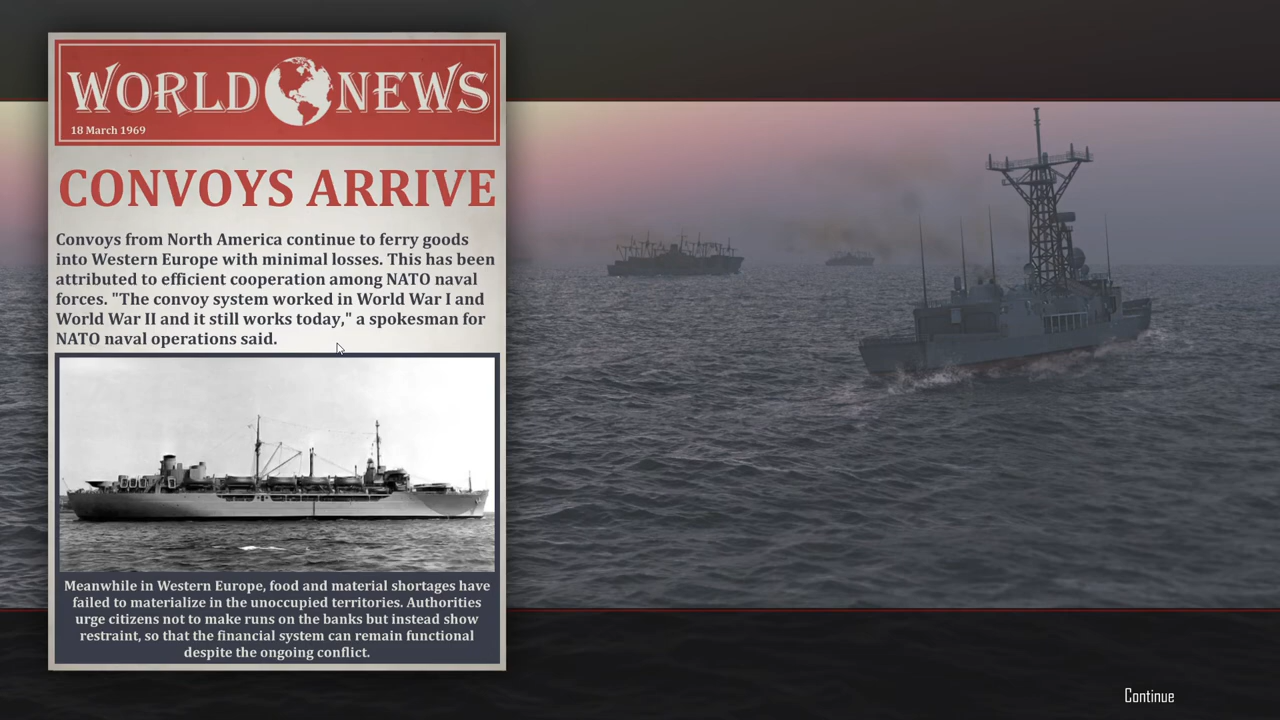 WORLD NEWS
18 March 1969
CONVOYS ARRIVE
Convoys from North America continue to ferry goods
into Western Europe with minimal losses. This has been
attributed to efficient cooperation among NATO naval
forces. "The convoy system worked in World War I and
World War II and it still works today," a spokesman for
NATO naval operations said.
Meanwhile in Western Europe, food and material shortages have
failed to materialize in the unoccupied territories. Authorities
urge citizens not to make runs on the banks but instead show
restraint, so that the financial system can remain functional
despite the ongoing conflict.
Continue